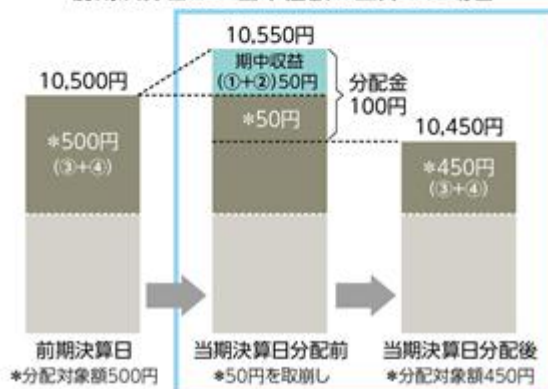 10,550円
期中収益
(①+②)50円
10,500円
分配金
100円
*50円
10,450円
*500円
(③+④)
*450円
(③+④)
前期決算日
当期決算日分配前
当期決算日分配後
*分配対象額500円
*50円を取崩し
*分配対象額450円